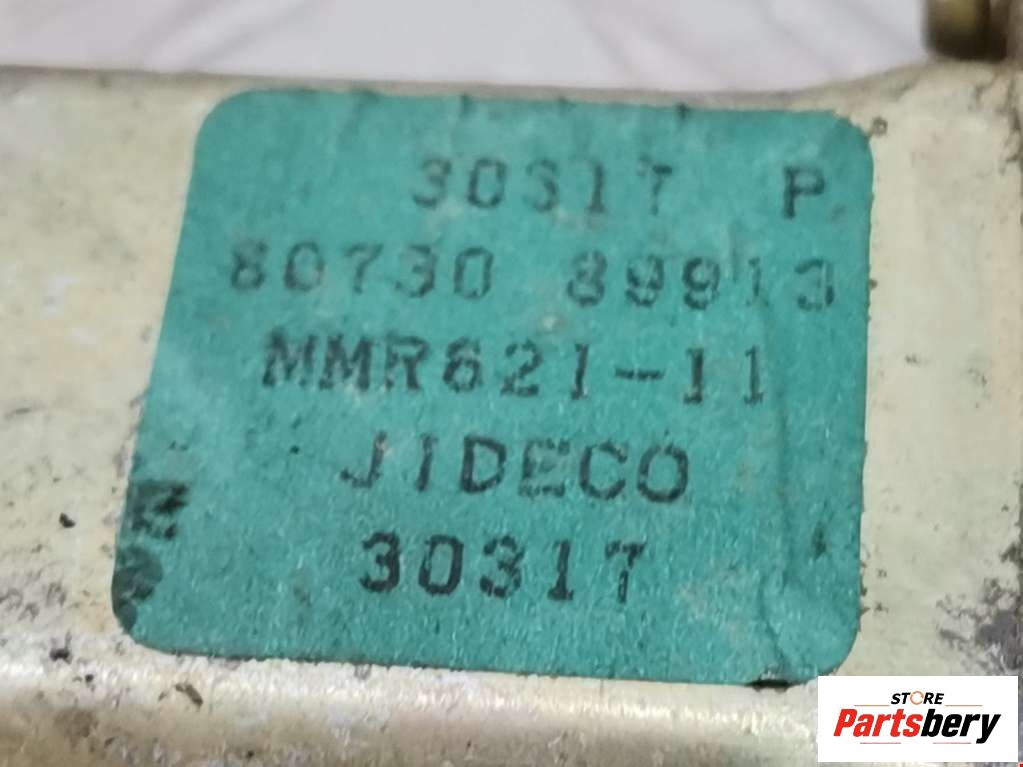 30317 P
80730 89913
MMR621-11
JIDECO
30317
STORE
Partsbery